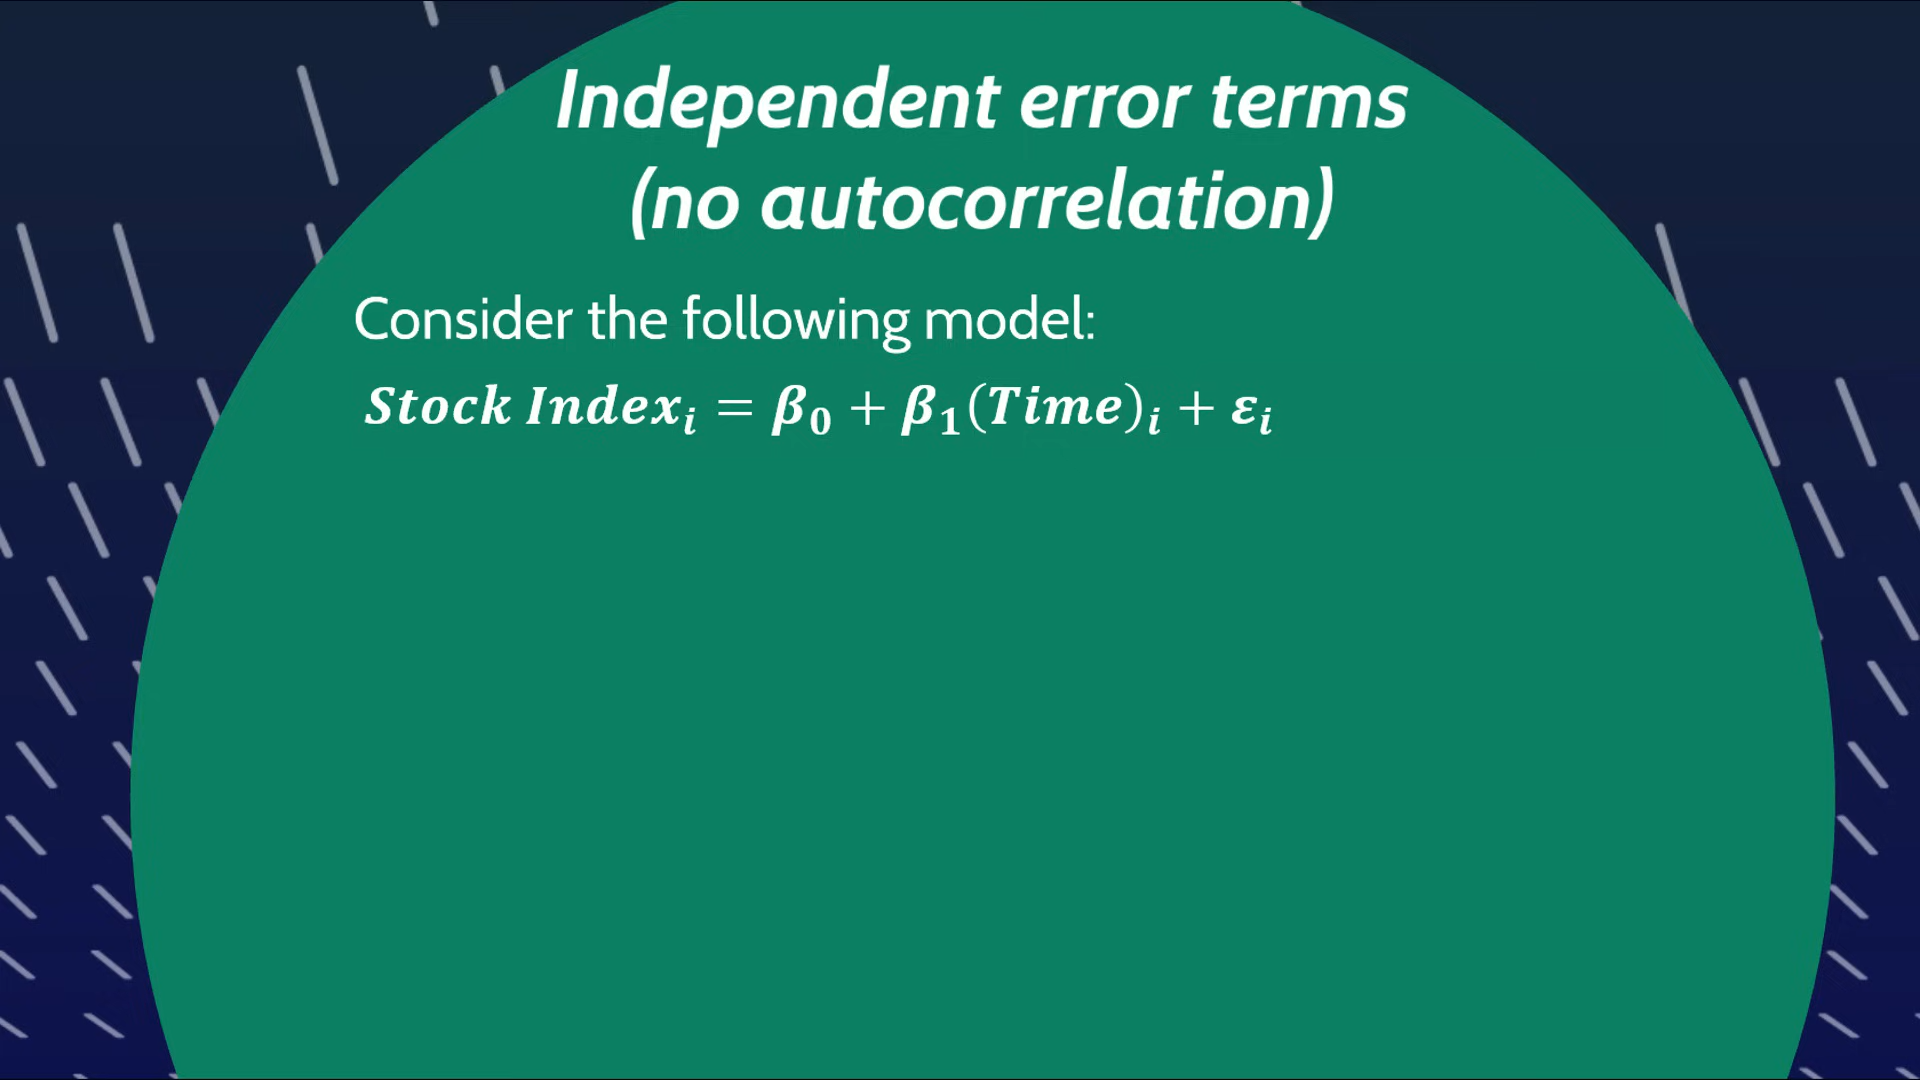 Independent error terms
(no autocorrelation)
Consider the following model:
Stock Indexᵢ = β₀ + β₁(Time)ᵢ + εᵢ